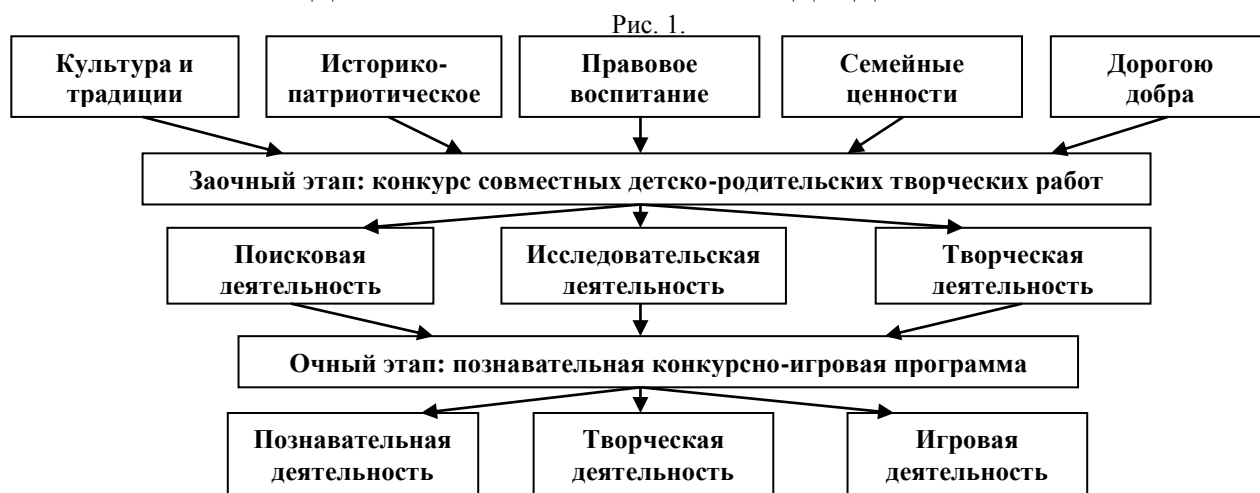 Рис. 1.
Культура и
традиции
Историко-
патриотическое
Правовое
воспитание
Семейные
ценности
Дорогою
добра
Заочный этап: конкурс совместных детско-родительских творческих работ
Поисковая
деятельность
Исследовательская
деятельность
Творческая
деятельность
Очный этап: познавательная конкурсно-игровая программа
Познавательная
деятельность
Творческая
деятельность
Игровая
деятельность